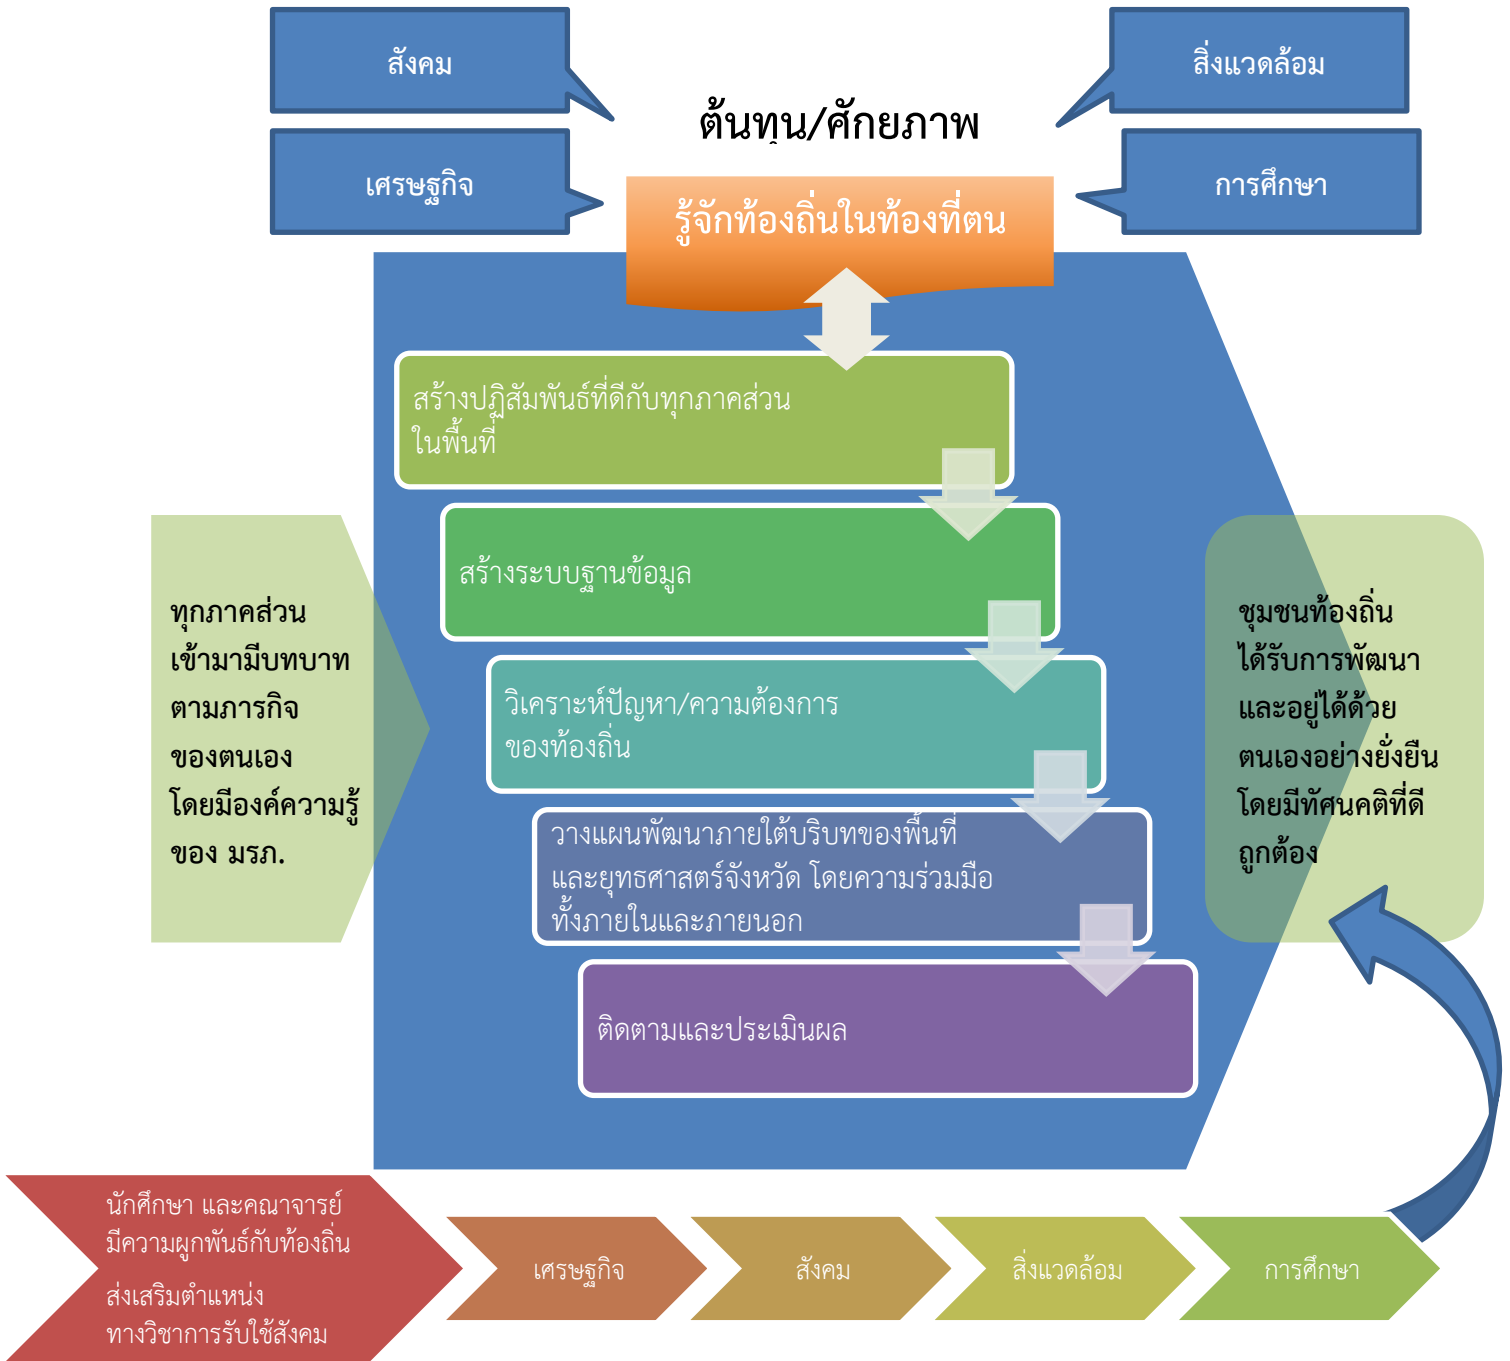 สังคม
สิ่งแวดล้อม
ต้นทุน/ศักยภาพ
เศรษฐกิจ
การศึกษา
รู้จักท้องถิ่นในท้องที่ตน
สร้างปฏิสัมพันธ์ที่ดีกับทุกภาคส่วน
ในพื้นที่
สร้างระบบฐานข้อมูล
วิเคราะห์ปัญหา/ความต้องการ
ของท้องถิ่น
วางแผนพัฒนาภายใต้บริบทของพื้นที่
และยุทธศาสตร์จังหวัด โดยความร่วมมือ
ทั้งภายในและภายนอก
ติดตามและประเมินผล
ทุกภาคส่วน
เข้ามามีบทบาท
ตามภารกิจ
ของตนเอง
โดยมีองค์ความรู้
ของ มรภ.
ชุมชนท้องถิ่น
ได้รับการพัฒนา
และอยู่ได้ด้วย
ตนเองอย่างยั่งยืน
โดยมีทัศนคติที่ดี
ถูกต้อง
นักศึกษา และคณาจารย์
มีความผูกพันธ์กับท้องถิ่น
ส่งเสริมตำแหน่ง
ทางวิชาการรับใช้สังคม
เศรษฐกิจ
สังคม
สิ่งแวดล้อม
การศึกษา